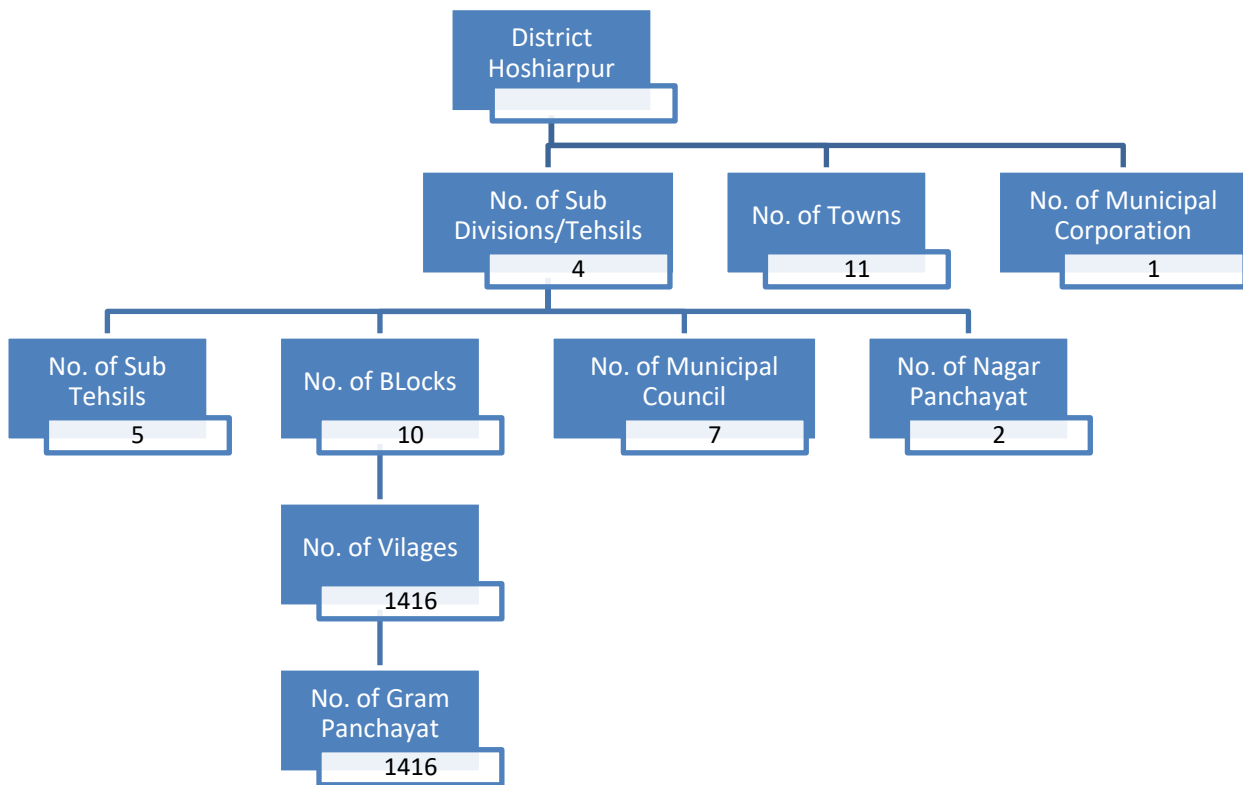 District
Hoshiarpur
No. of Sub
Divisions/Tehsils
4
No. of Towns
11
No. of Municipal
Corporation
1
No. of Sub
Tehsils
5
No. of BLocks
10
No. of Municipal
Council
7
No. of Nagar
Panchayat
2
No. of Vilages
1416
No. of Gram
Panchayat
1416